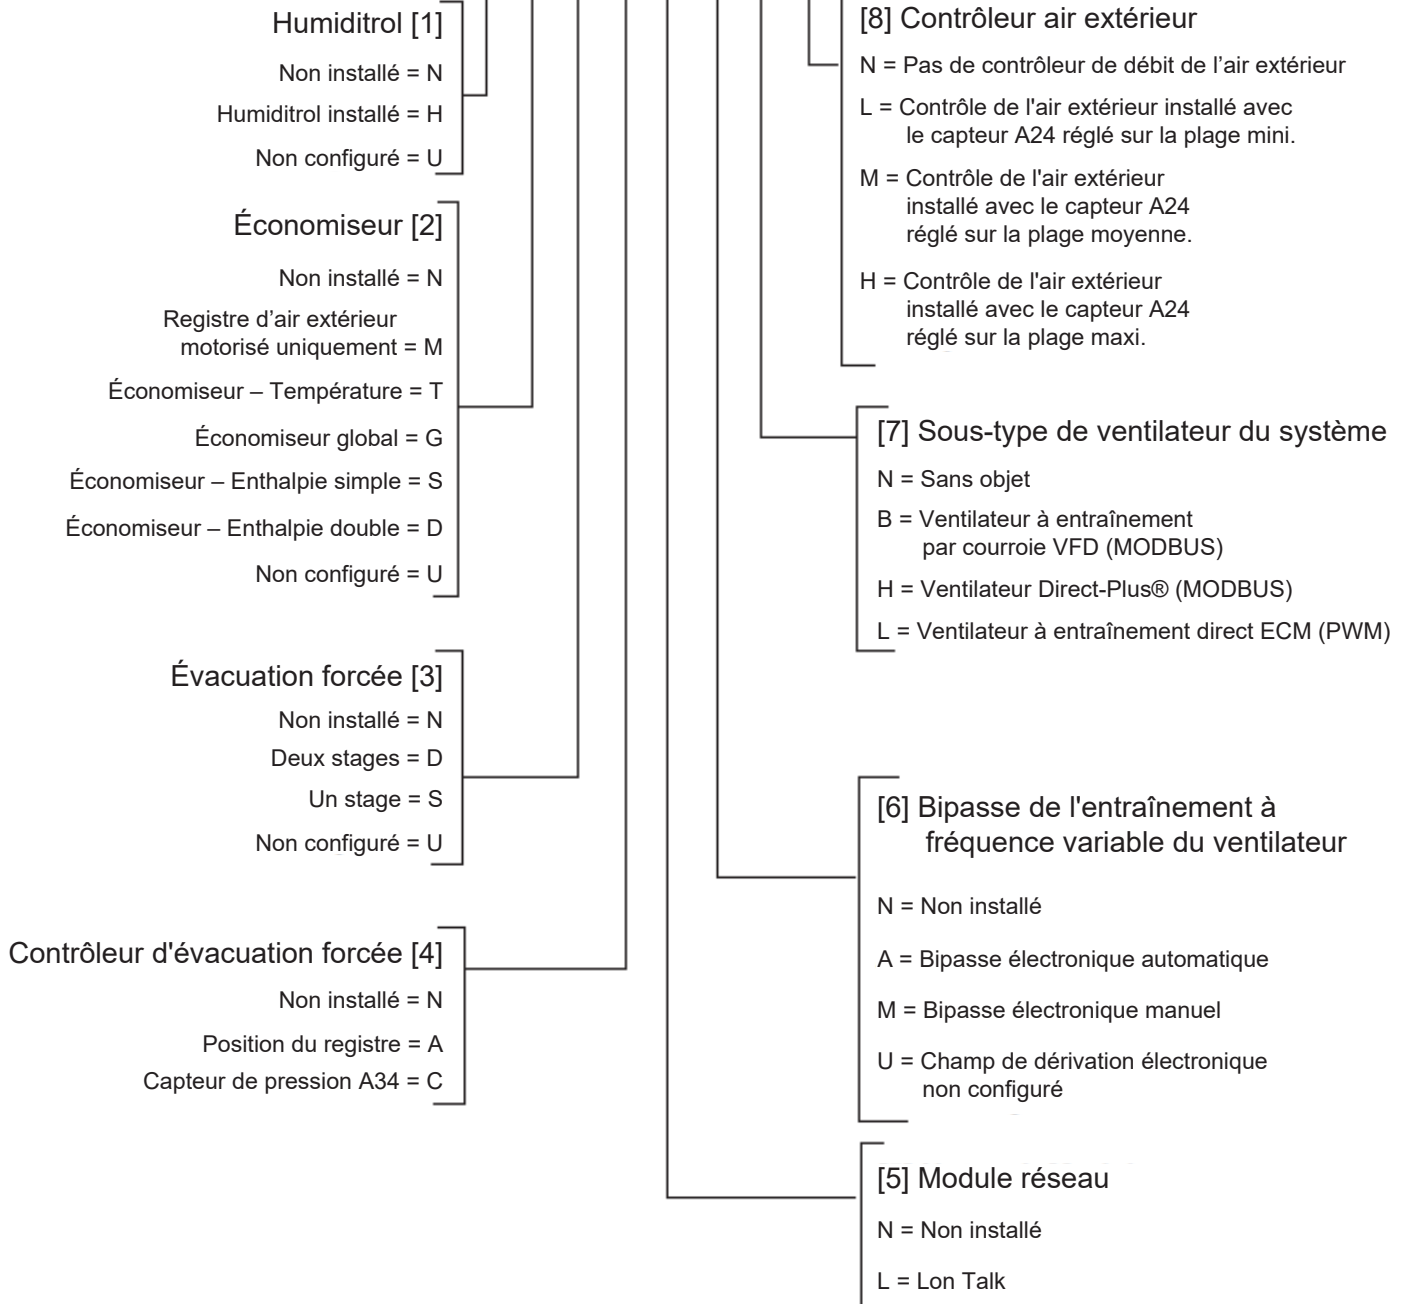 Humiditrol [1]
Non installé = N
Humiditrol installé = H
Non configuré = U
Économiseur [2]
Non installé = N
Registre d’air extérieur
motorisé uniquement = M
Économiseur – Température = T
Économiseur global = G
Économiseur – Enthalpie simple = S
Économiseur – Enthalpie double = D
Non configuré = U
Évacuation forcée [3]
Non installé = N
Deux stages = D
Un stage = S
Non configuré = U
Contrôleur d'évacuation forcée [4]
Non installé = N
Position du registre = A
Capteur de pression A34 = C
[8] Contrôleur air extérieur
N = Pas de contrôleur de débit de l’air extérieur
L = Contrôle de l'air extérieur installé avec
le capteur A24 réglé sur la plage mini.
M = Contrôle de l'air extérieur
installé avec le capteur A24
réglé sur la plage moyenne.
H = Contrôle de l'air extérieur
installé avec le capteur A24
réglé sur la plage maxi.
[7] Sous-type de ventilateur du système
N = Sans objet
B = Ventilateur à entraînement
par courroie VFD (MODBUS)
H = Ventilateur Direct-Plus® (MODBUS)
L = Ventilateur à entraînement direct ECM (PWM)
[6] Bipasse de l'entraînement à
fréquence variable du ventilateur
N = Non installé
A = Bipasse électronique automatique
M = Bipasse électronique manuel
U = Champ de dérivation électronique
non configuré
[5] Module réseau
N = Non installé
L = Lon Talk